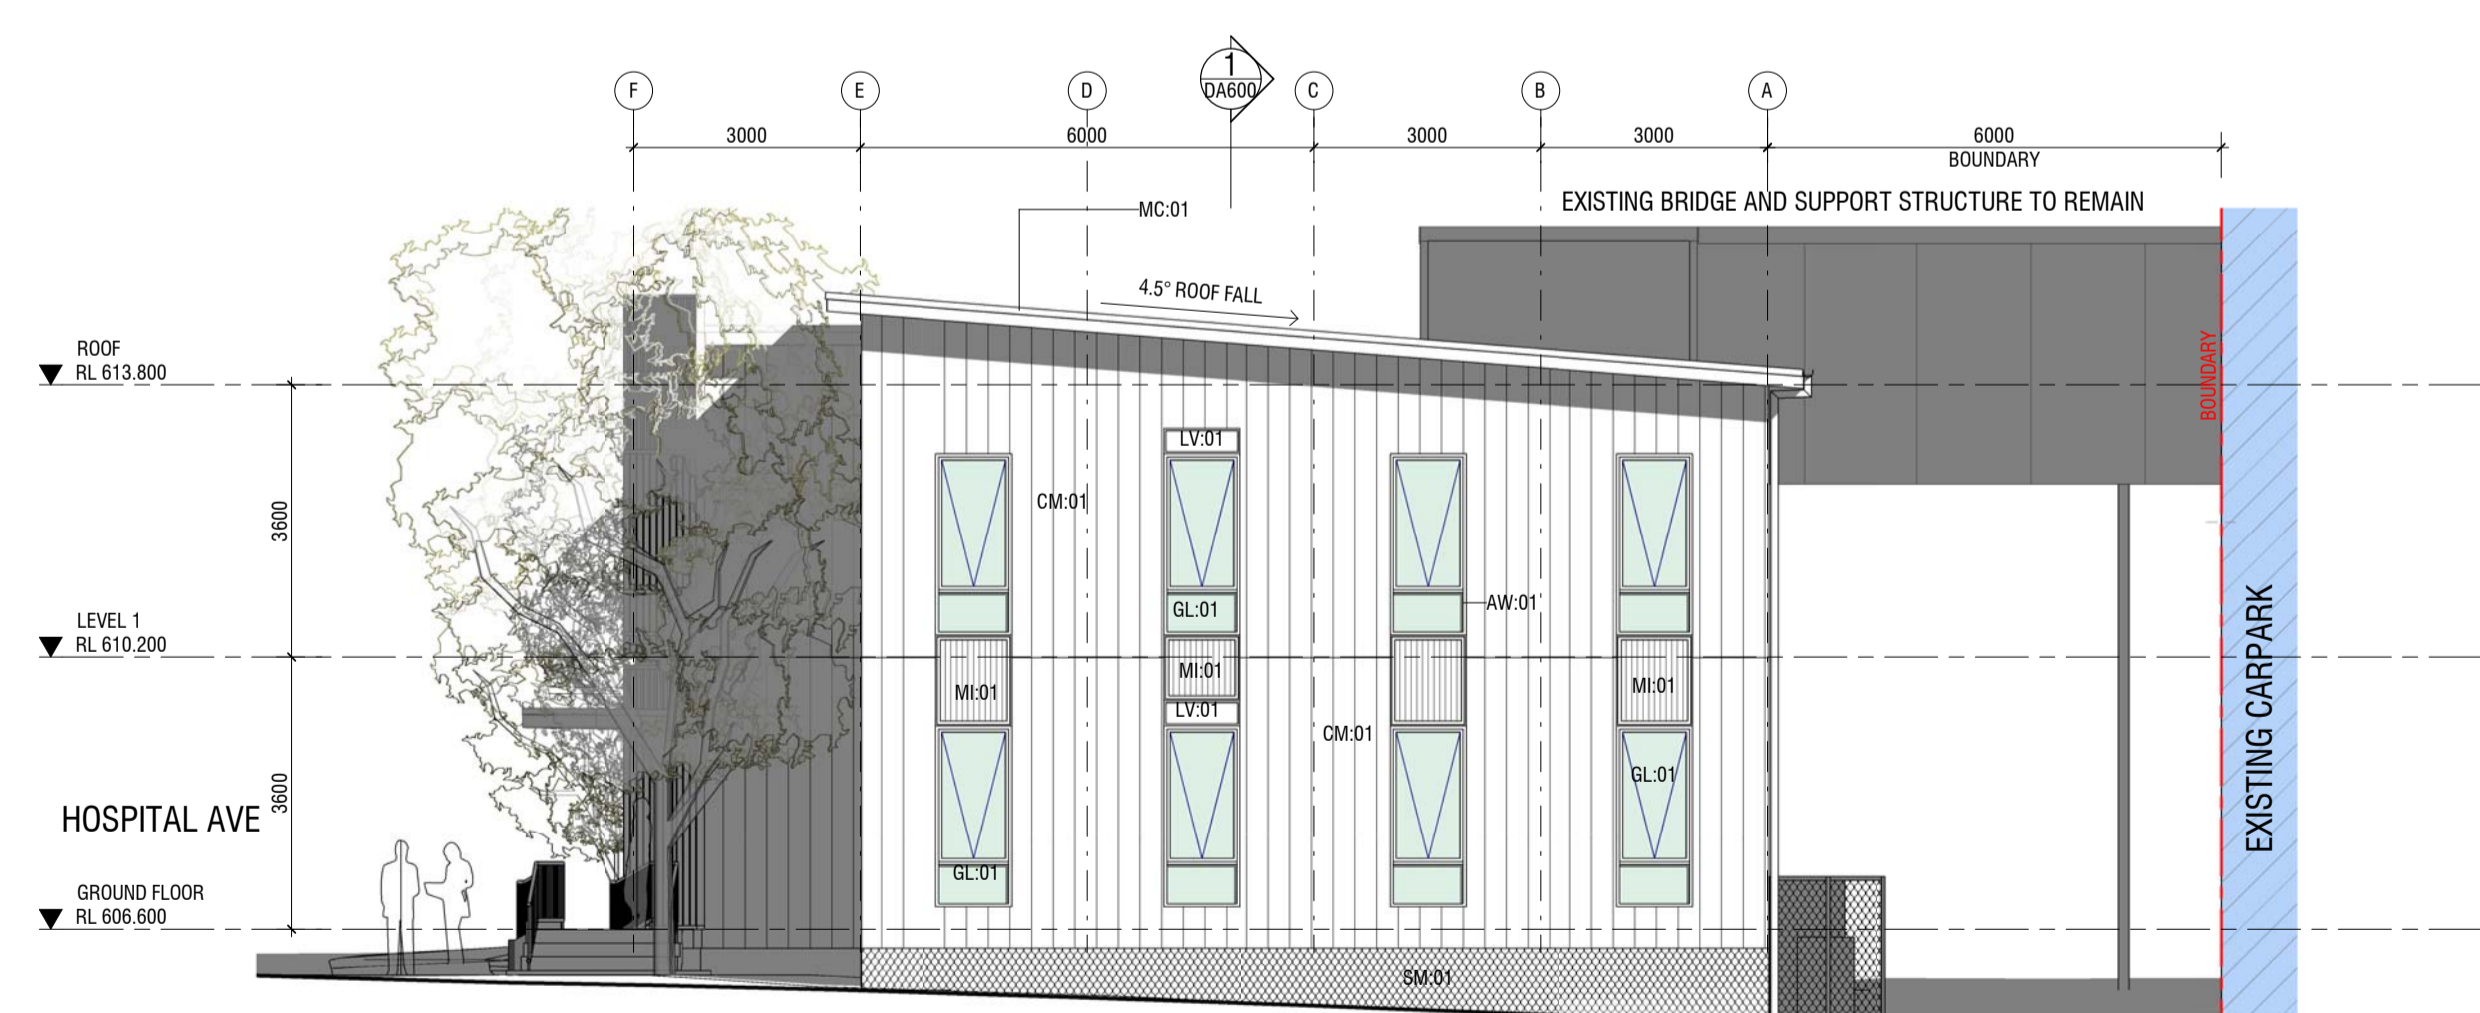 1
DA600
F
E
D
C
B
A
3000
6000
3000
3000
6000
BOUNDARY
EXISTING BRIDGE AND SUPPORT STRUCTURE TO REMAIN
MC:01
4.5° ROOF FALL
ROOF
RL 613.800
BOUNDARY
LV:01
CM:01
3600
AW:01
GL:01
LEVEL 1
RL 610.200
MI:01
MI:01
MI:01
LV:01
CM:01
EXISTING CARPARK
GL:01
3600
HOSPITAL AVE
GL:01
GROUND FLOOR
RL 606.600
SM:01